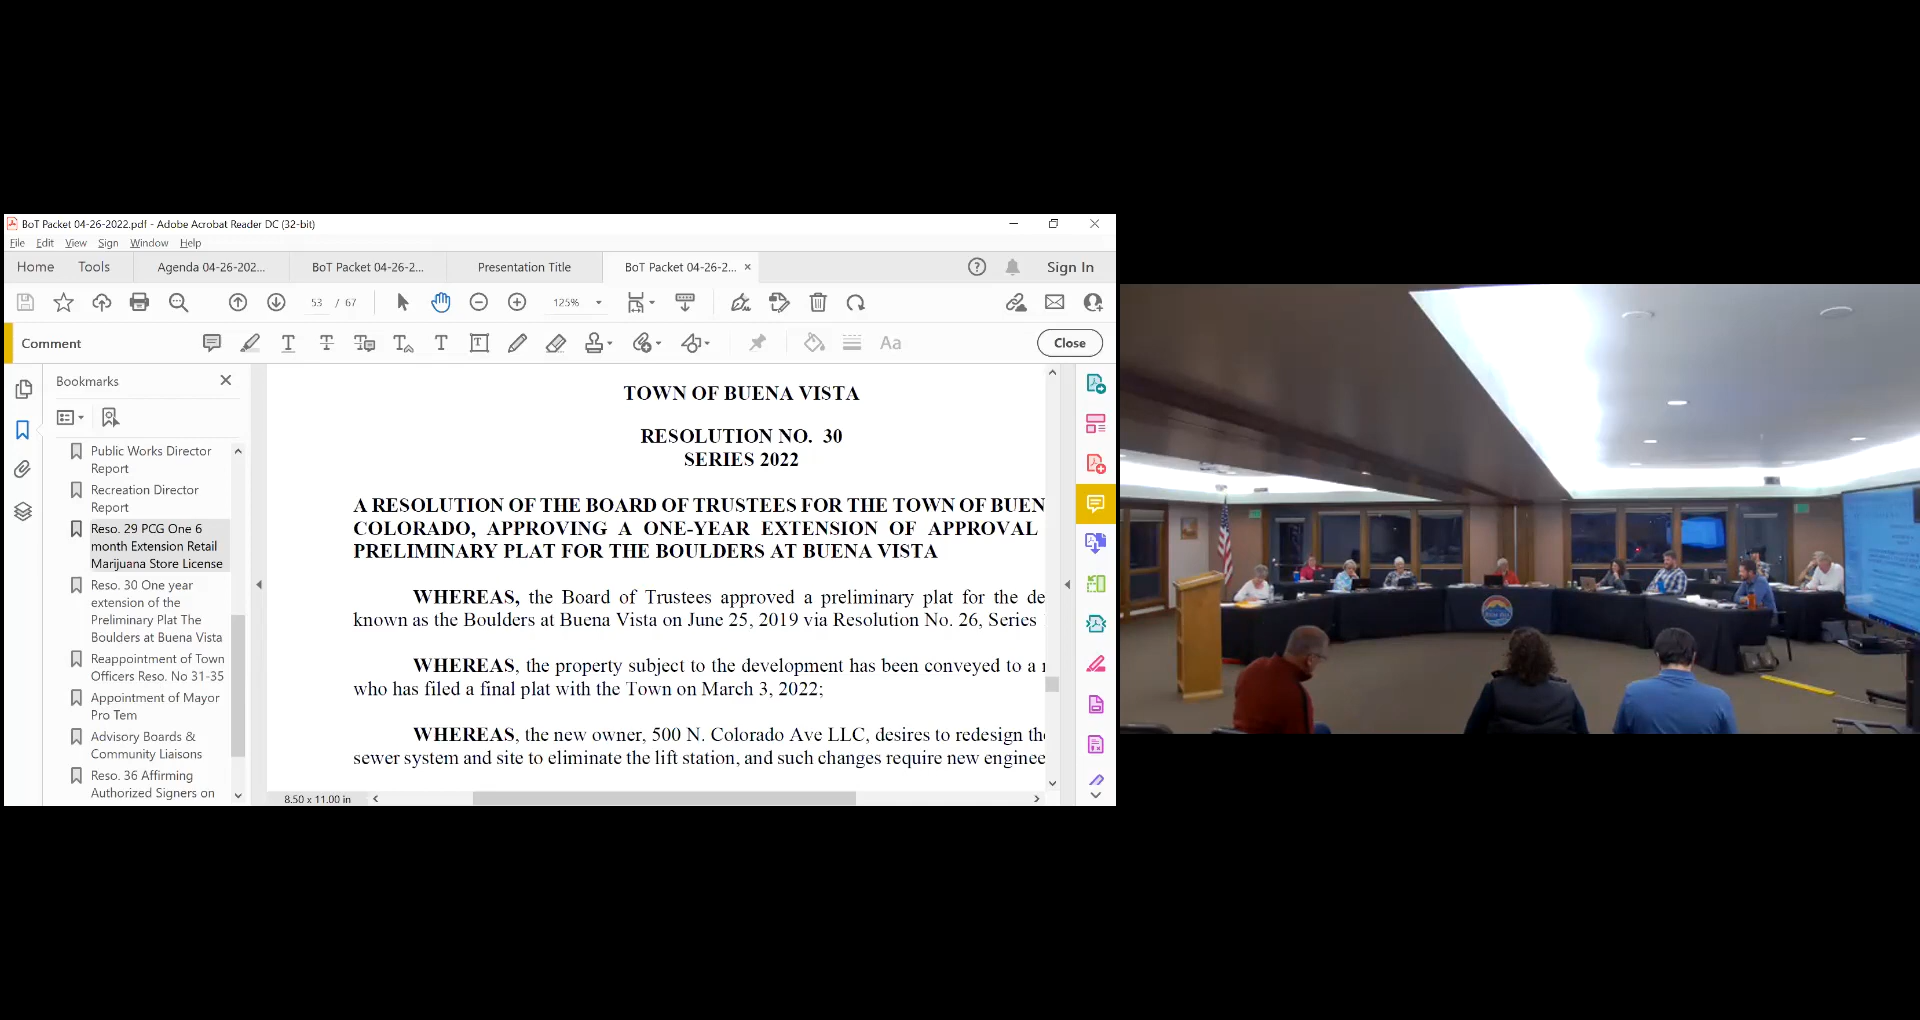 BoT Packet 04-26-2022.pdf - Adobe Acrobat Reader DC (32-bit)
File Edit View Sign Window Help
Home Tools Agenda 04-26-202... BoT Packet 04-26-2... Presentation Title BoT Packet 04-26-2... × Sign In
53 / 67 125%
Comment Aa Close
Bookmarks
Public Works Director
Report
Recreation Director
Report
Reso. 29 PCG One 6
month Extension Retail
Marijuana Store License
Reso. 30 One year
extension of the
Preliminary Plat The
Boulders at Buena Vista
Reappointment of Town
Officers Reso. No 31-35
Appointment of Mayor
Pro Tem
Advisory Boards &
Community Liaisons
Reso. 36 Affirming
Authorized Signers on
TOWN OF BUENA VISTA
RESOLUTION NO. 30
SERIES 2022
A RESOLUTION OF THE BOARD OF TRUSTEES FOR THE TOWN OF BUEN
COLORADO, APPROVING A ONE-YEAR EXTENSION OF APPROVAL
PRELIMINARY PLAT FOR THE BOULDERS AT BUENA VISTA
WHEREAS, the Board of Trustees approved a preliminary plat for the de
known as the Boulders at Buena Vista on June 25, 2019 via Resolution No. 26, Series
WHEREAS, the property subject to the development has been conveyed to a
who has filed a final plat with the Town on March 3, 2022;
WHEREAS, the new owner, 500 N. Colorado Ave LLC, desires to redesign the
sewer system and site to eliminate the lift station, and such changes require new enginee
8.50 x 11.00 in